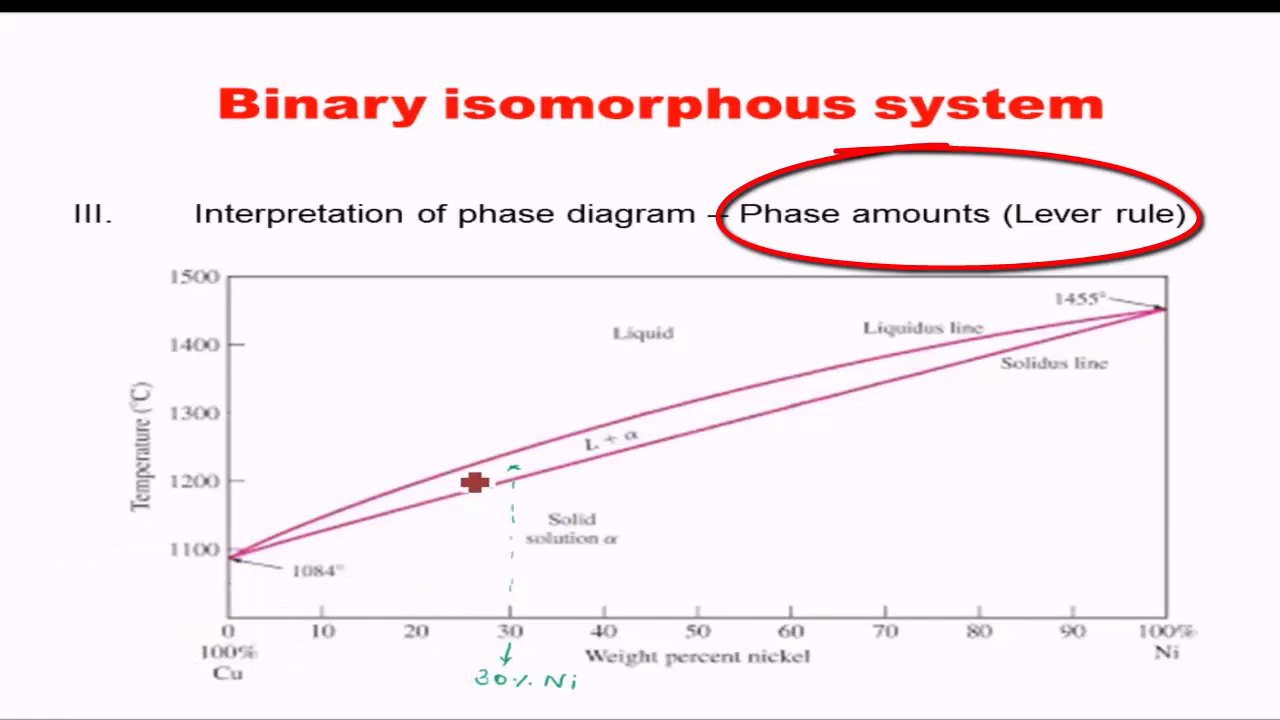 Binary isomorphous system
III. Interpretation of phase diagram – Phase amounts (Lever rule)
1500
1455°
Liquid
Liquidus line
1400
Solidus line
Temperature (°C)
1300
L + α
1200
Solid
solution α
1100
1084°
0 10 20 30 40 50 60 70 80 90 100%
100% Weight percent nickel Ni
Cu
30% Ni